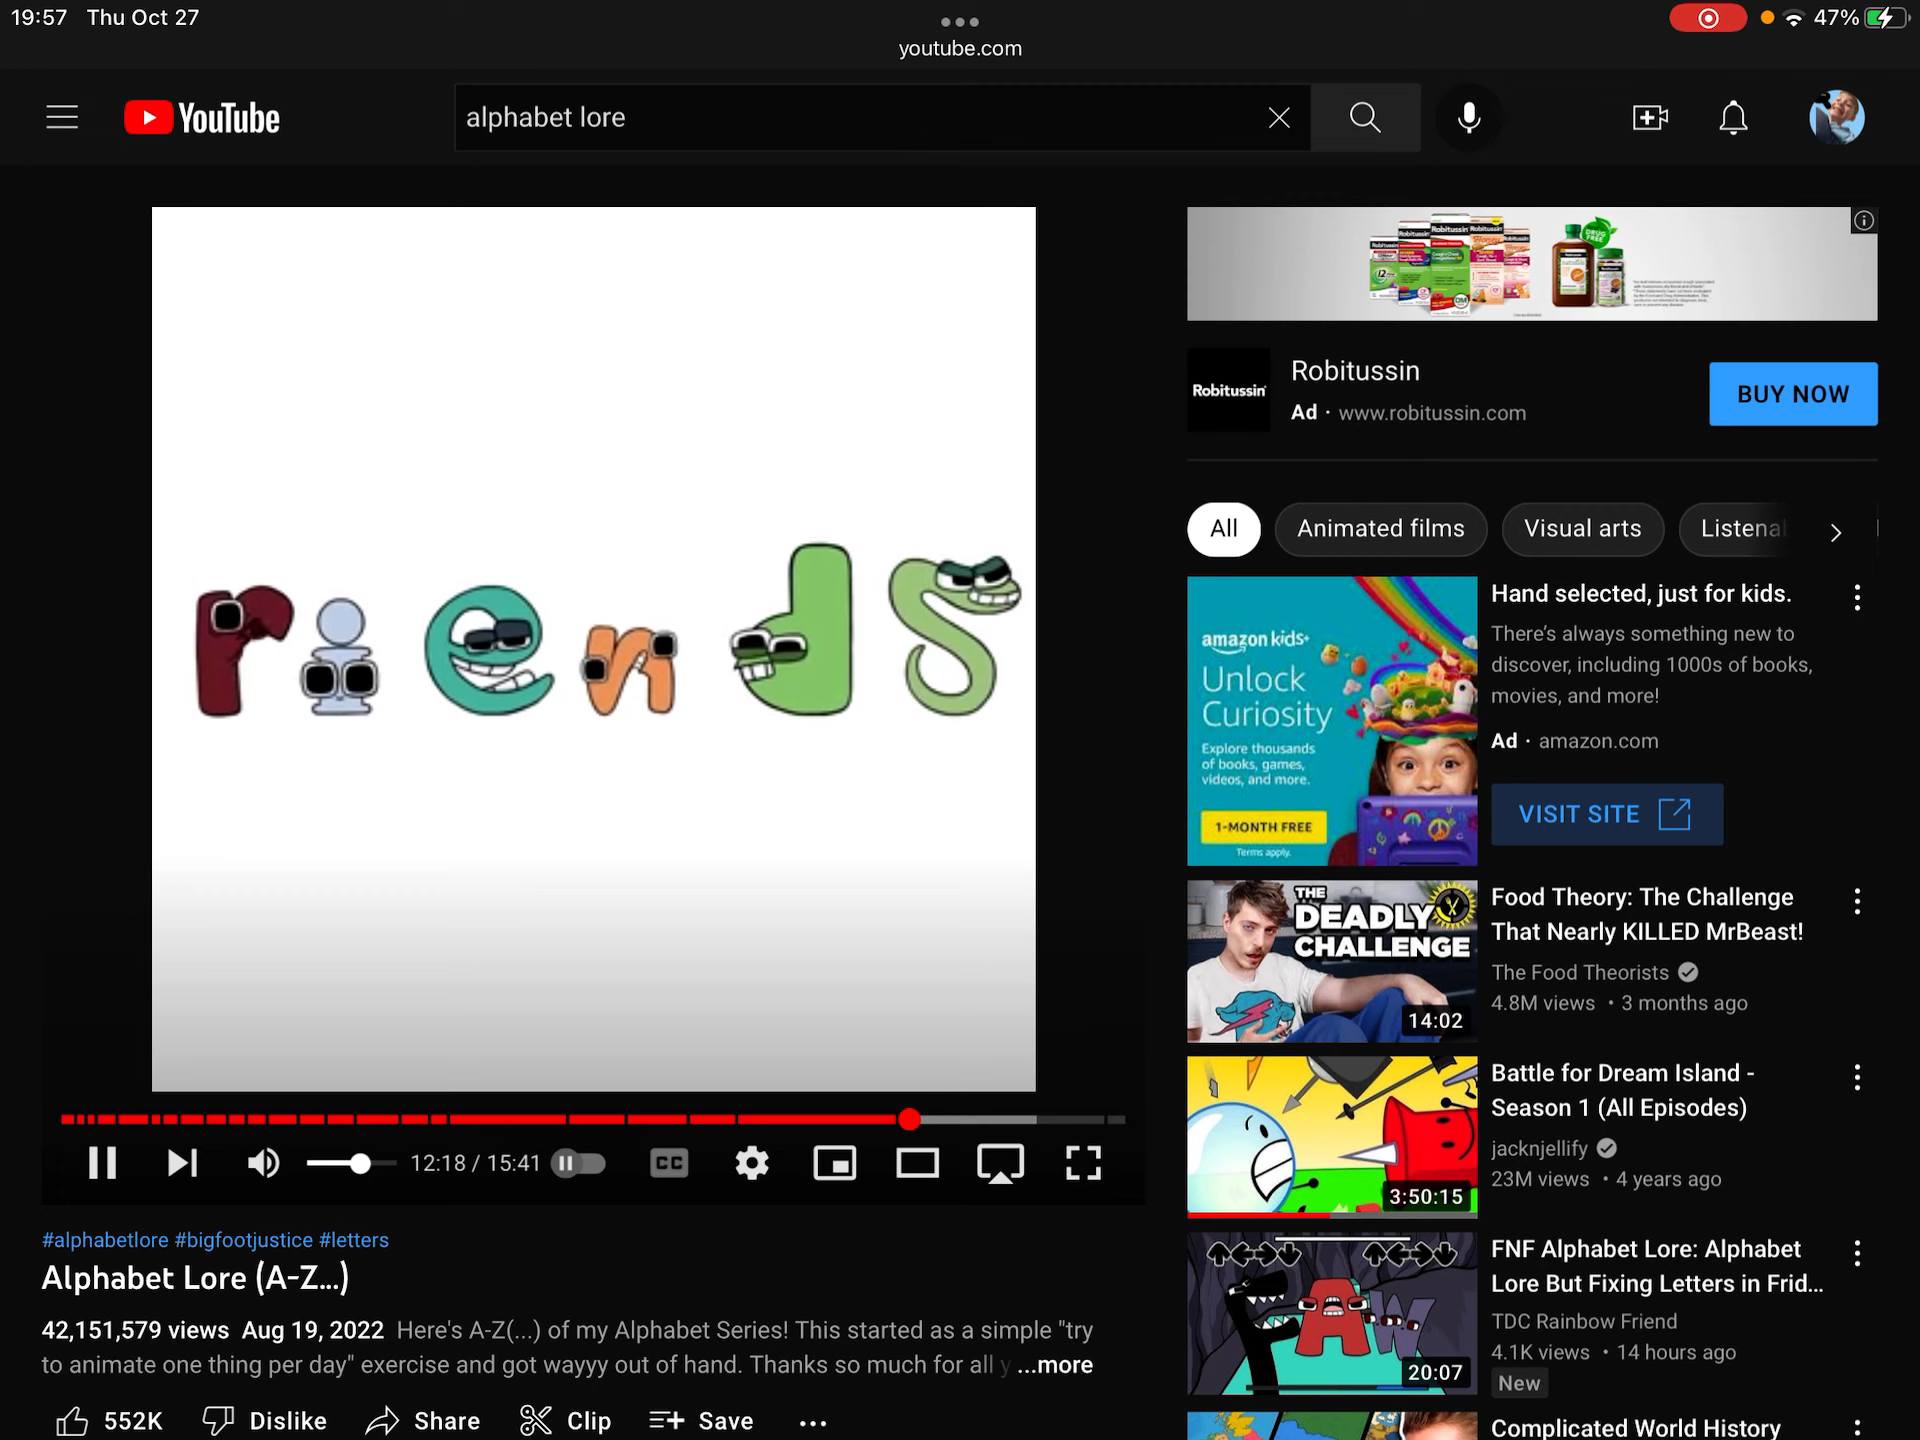 19:57 Thu Oct 27
youtube.com
47%
YouTube
alphabet lore
riends
Robitussin
DRUG FREE
Robitussin
Robitussin
Ad · www.robitussin.com
BUY NOW
All
Animated films
Visual arts
Listena
amazon kids+
Unlock
Curiosity
Explore thousands
of books, games,
videos, and more.
1-MONTH FREE
Terms apply.
Hand selected, just for kids.
There's always something new to
discover, including 1000s of books,
movies, and more!
Ad · amazon.com
VISIT SITE
THE
DEADLY
CHALLENGE
14:02
Food Theory: The Challenge
That Nearly KILLED MrBeast!
The Food Theorists
4.8M views • 3 months ago
3:50:15
Battle for Dream Island -
Season 1 (All Episodes)
jacknjellify
23M views • 4 years ago
FAW
20:07
FNF Alphabet Lore: Alphabet
Lore But Fixing Letters in Frid...
TDC Rainbow Friend
4.1K views • 14 hours ago
New
Complicated World History
12:18 / 15:41
CC
#alphabetlore #bigfootjustice #letters
Alphabet Lore (A-Z...)
42,151,579 views Aug 19, 2022 Here's A-Z(...) of my Alphabet Series! This started as a simple "try
to animate one thing per day" exercise and got wayyy out of hand. Thanks so much for all y ...more
552K
Dislike
Share
Clip
Save